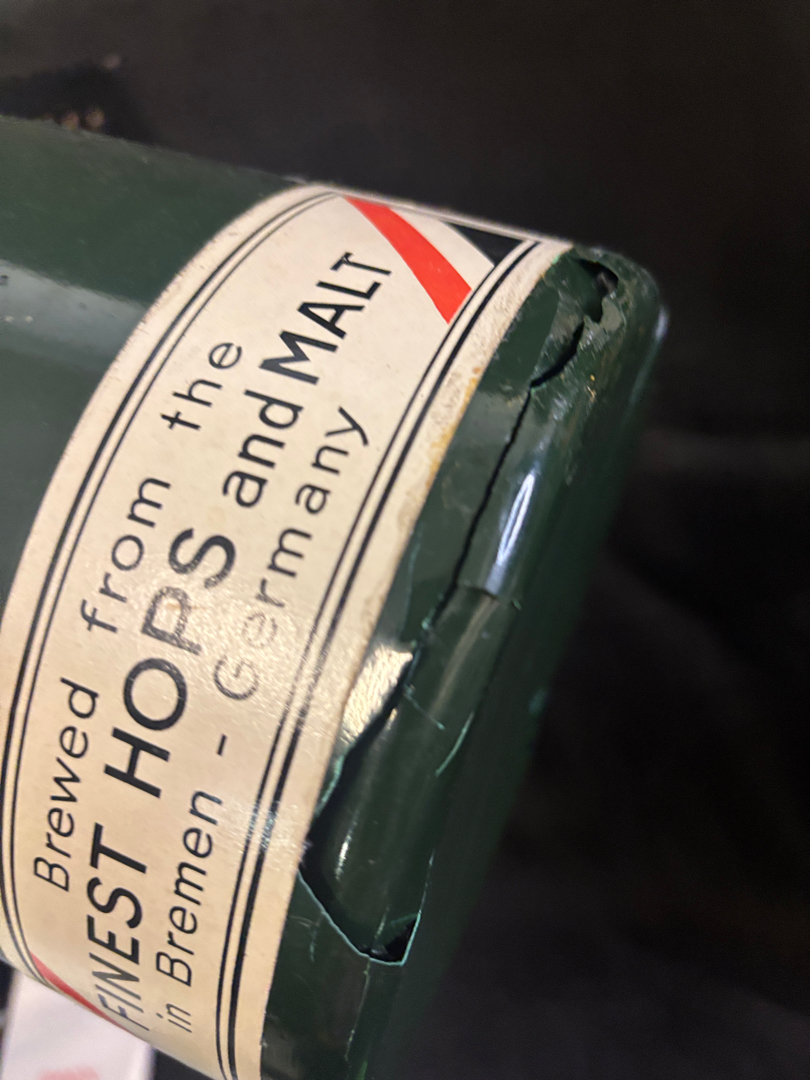 Brewed from the
FINEST HOPS and MALT
in Bremen - Germany